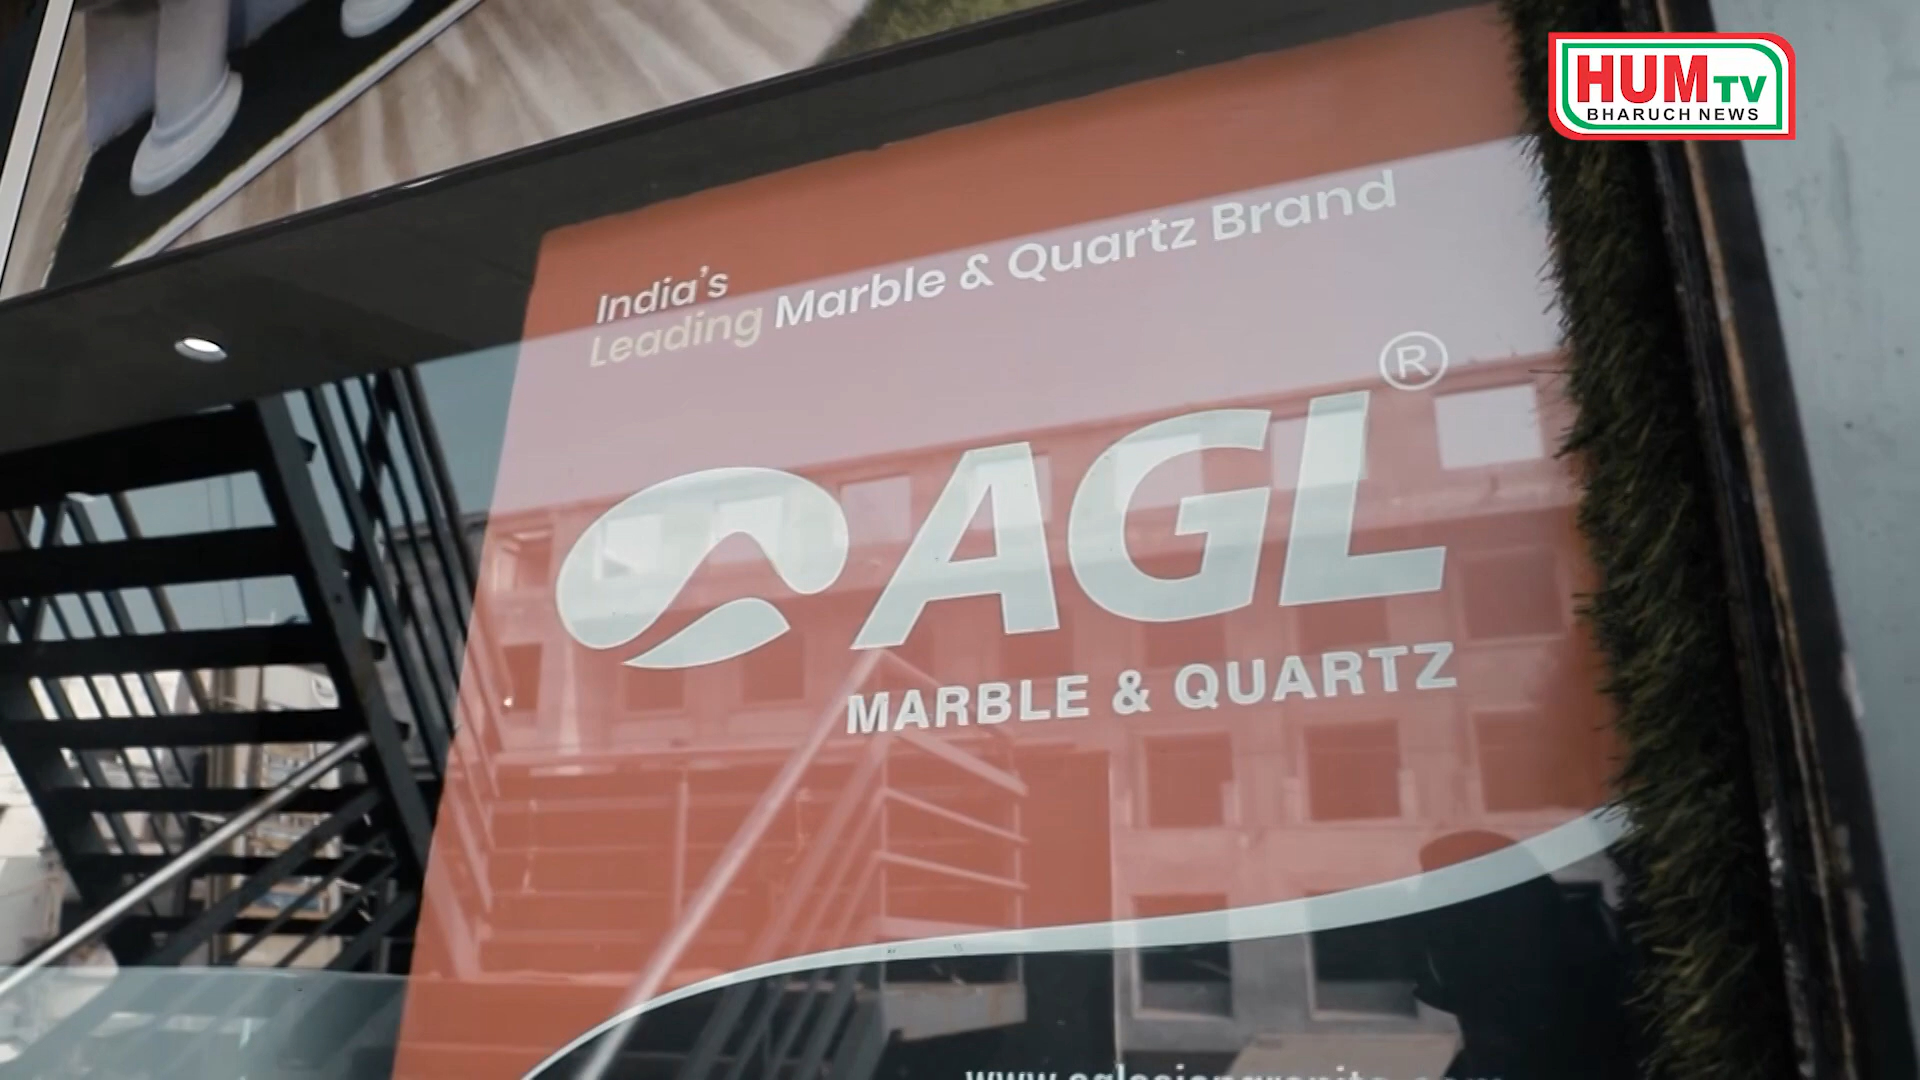 HUM TV
BHARUCH NEWS
India's
Leading Marble & Quartz Brand
AGL®
MARBLE & QUARTZ